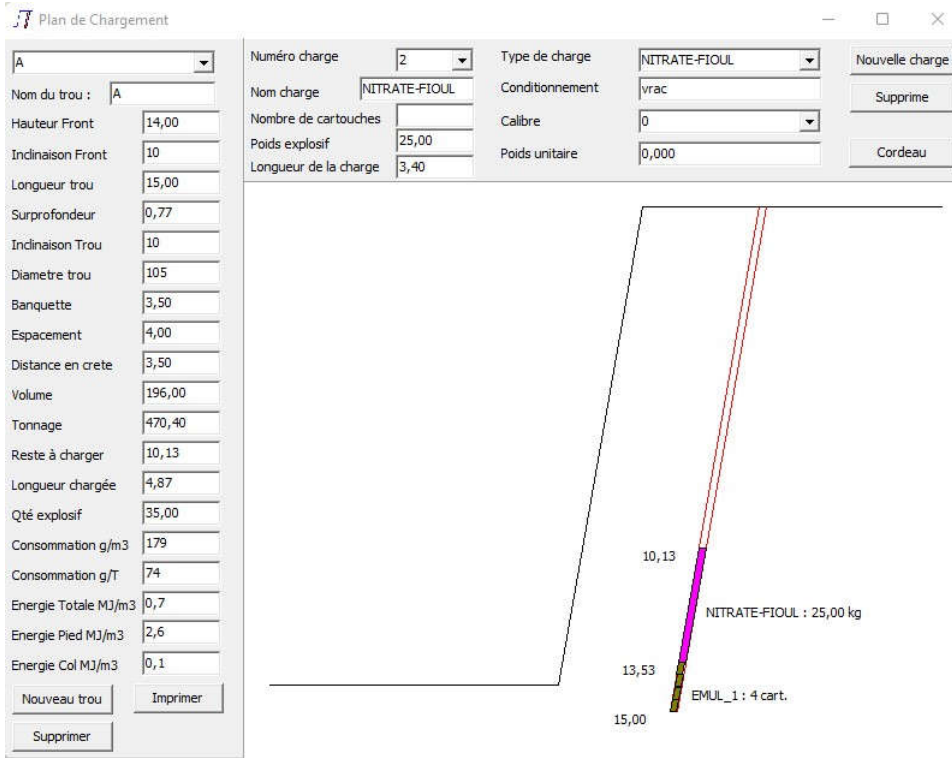 Plan de Chargement
A
Nom du trou : A
Hauteur Front 14,00
Inclinaison Front 10
Longueur trou 15,00
Surprofondeur 0,77
Inclinaison Trou 10
Diametre trou 105
Banquette 3,50
Espacement 4,00
Distance en crete 3,50
Volume 196,00
Tonnage 470,40
Reste à charger 10,13
Longueur chargée 4,87
Qté explosif 35,00
Consommation g/m3 179
Consommation g/T 74
Energie Totale MJ/m3 0,7
Energie Pied MJ/m3 2,6
Energie Col MJ/m3 0,1
Nouveau trou Imprimer
Supprimer
Numéro charge 2
Nom charge NITRATE-FIOUL
Nombre de cartouches
Poids explosif 25,00
Longueur de la charge 3,40
Type de charge NITRATE-FIOUL
Conditionnement vrac
Calibre 0
Poids unitaire 0,000
Nouvelle charge
Supprime
Cordeau
10,13
NITRATE-FIOUL : 25,00 kg
13,53
EMUL_1 : 4 cart.
15,00